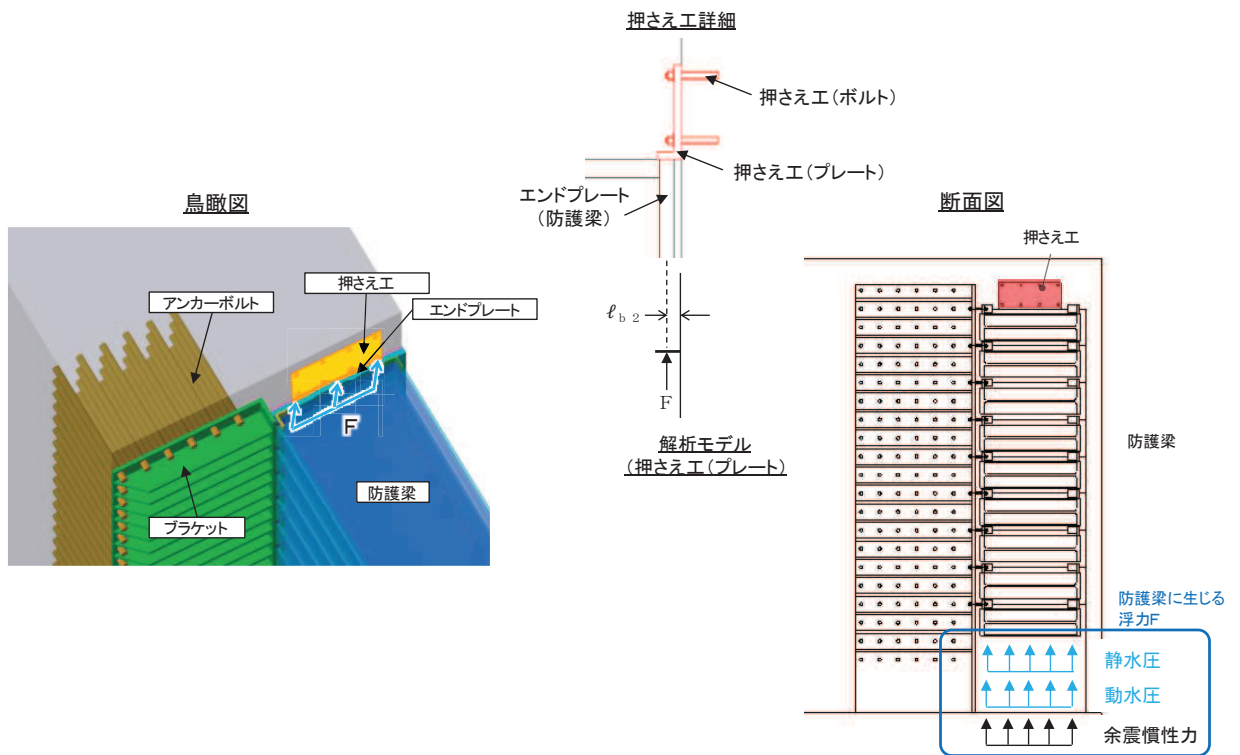 押さえ工詳細
押さえ工(ボルト)
押さえ工(プレート)
エンドプレート
(防護梁)
ℓb2
F
解析モデル
(押さえ工(プレート)
鳥瞰図
押さえ工
アンカーボルト
エンドプレート
F
防護梁
ブラケット
断面図
押さえ工
防護梁
防護梁に生じる
浮力F
静水圧
動水圧
余震慣性力